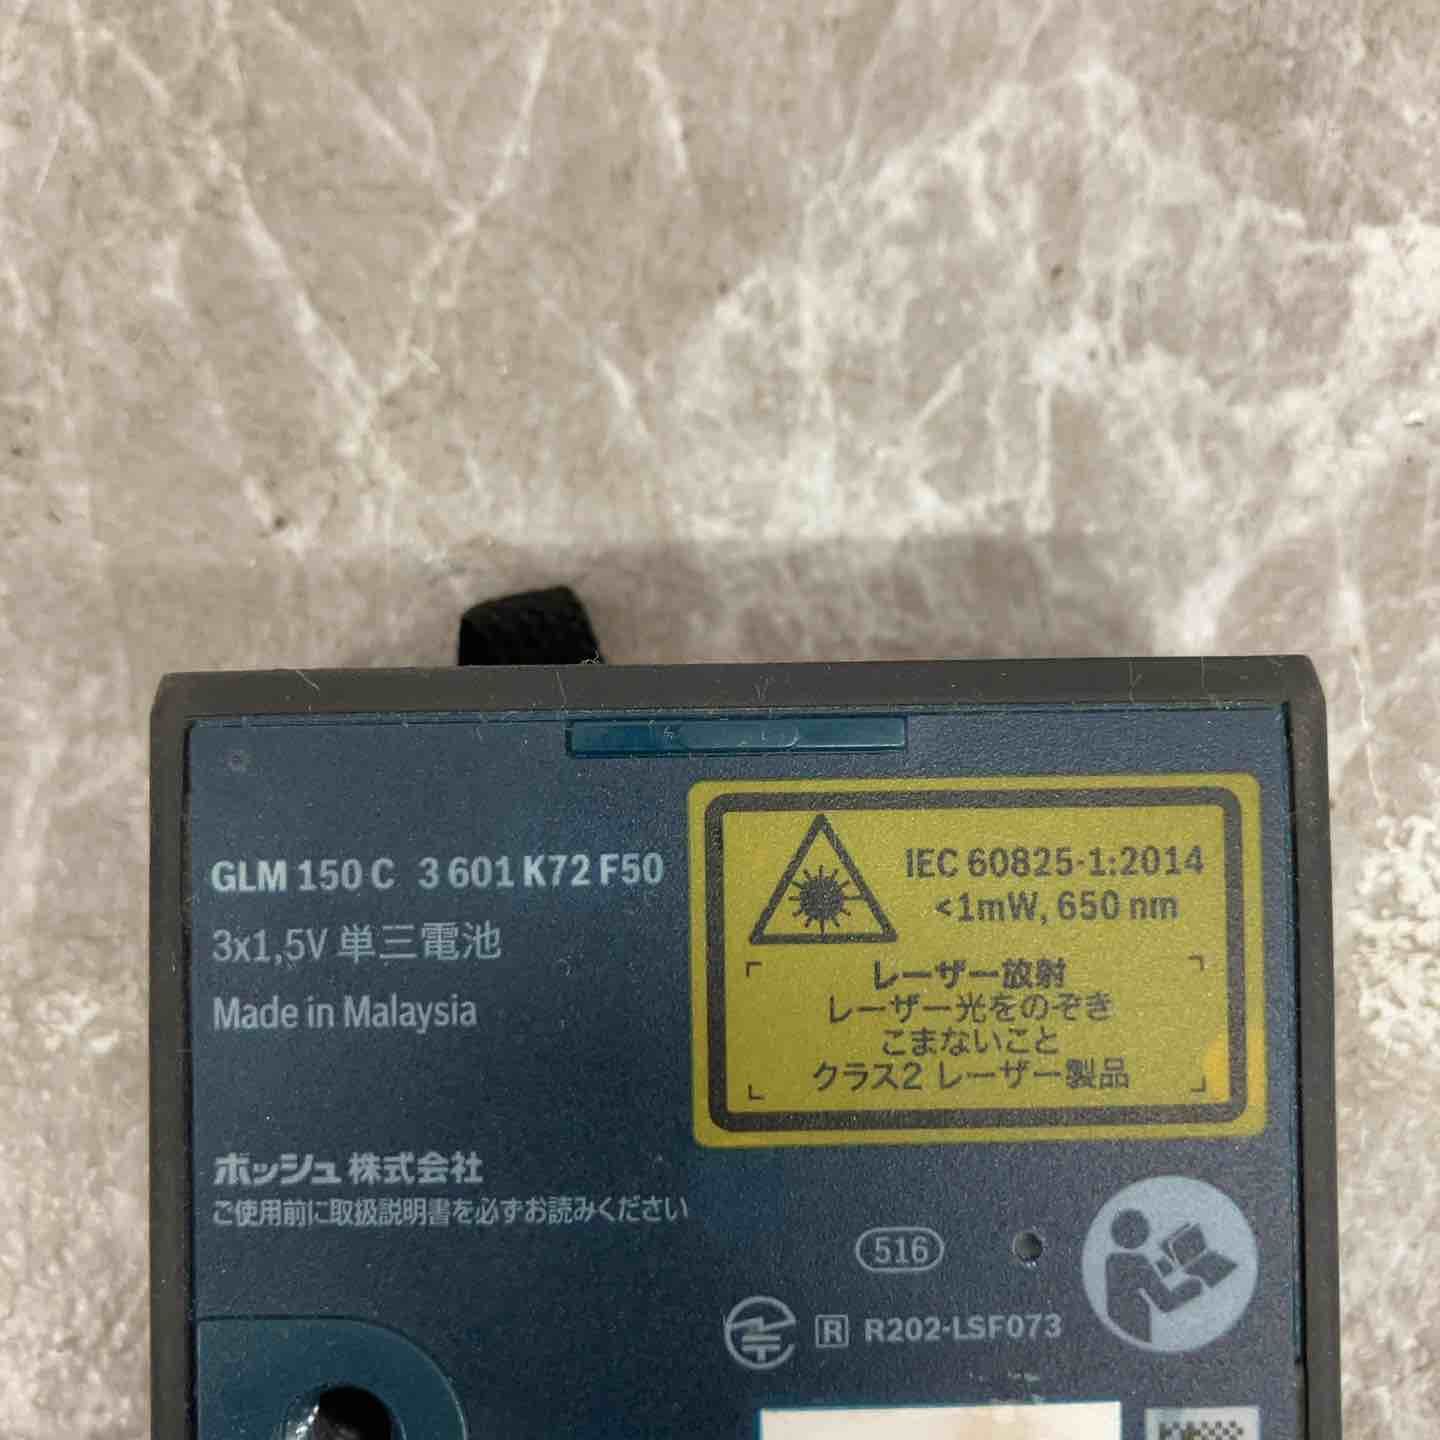 GLM 150 C 3 601 K72 F50
3x1,5V 単三電池
Made in Malaysia
IEC 60825-1:2014
<1mW, 650 nm
レーザー放射
レーザー光をのぞき
こまないこと
クラス2 レーザー製品
ボッシュ株式会社
ご使用前に取扱説明書を必ずお読みください
516
R R202-LSF073